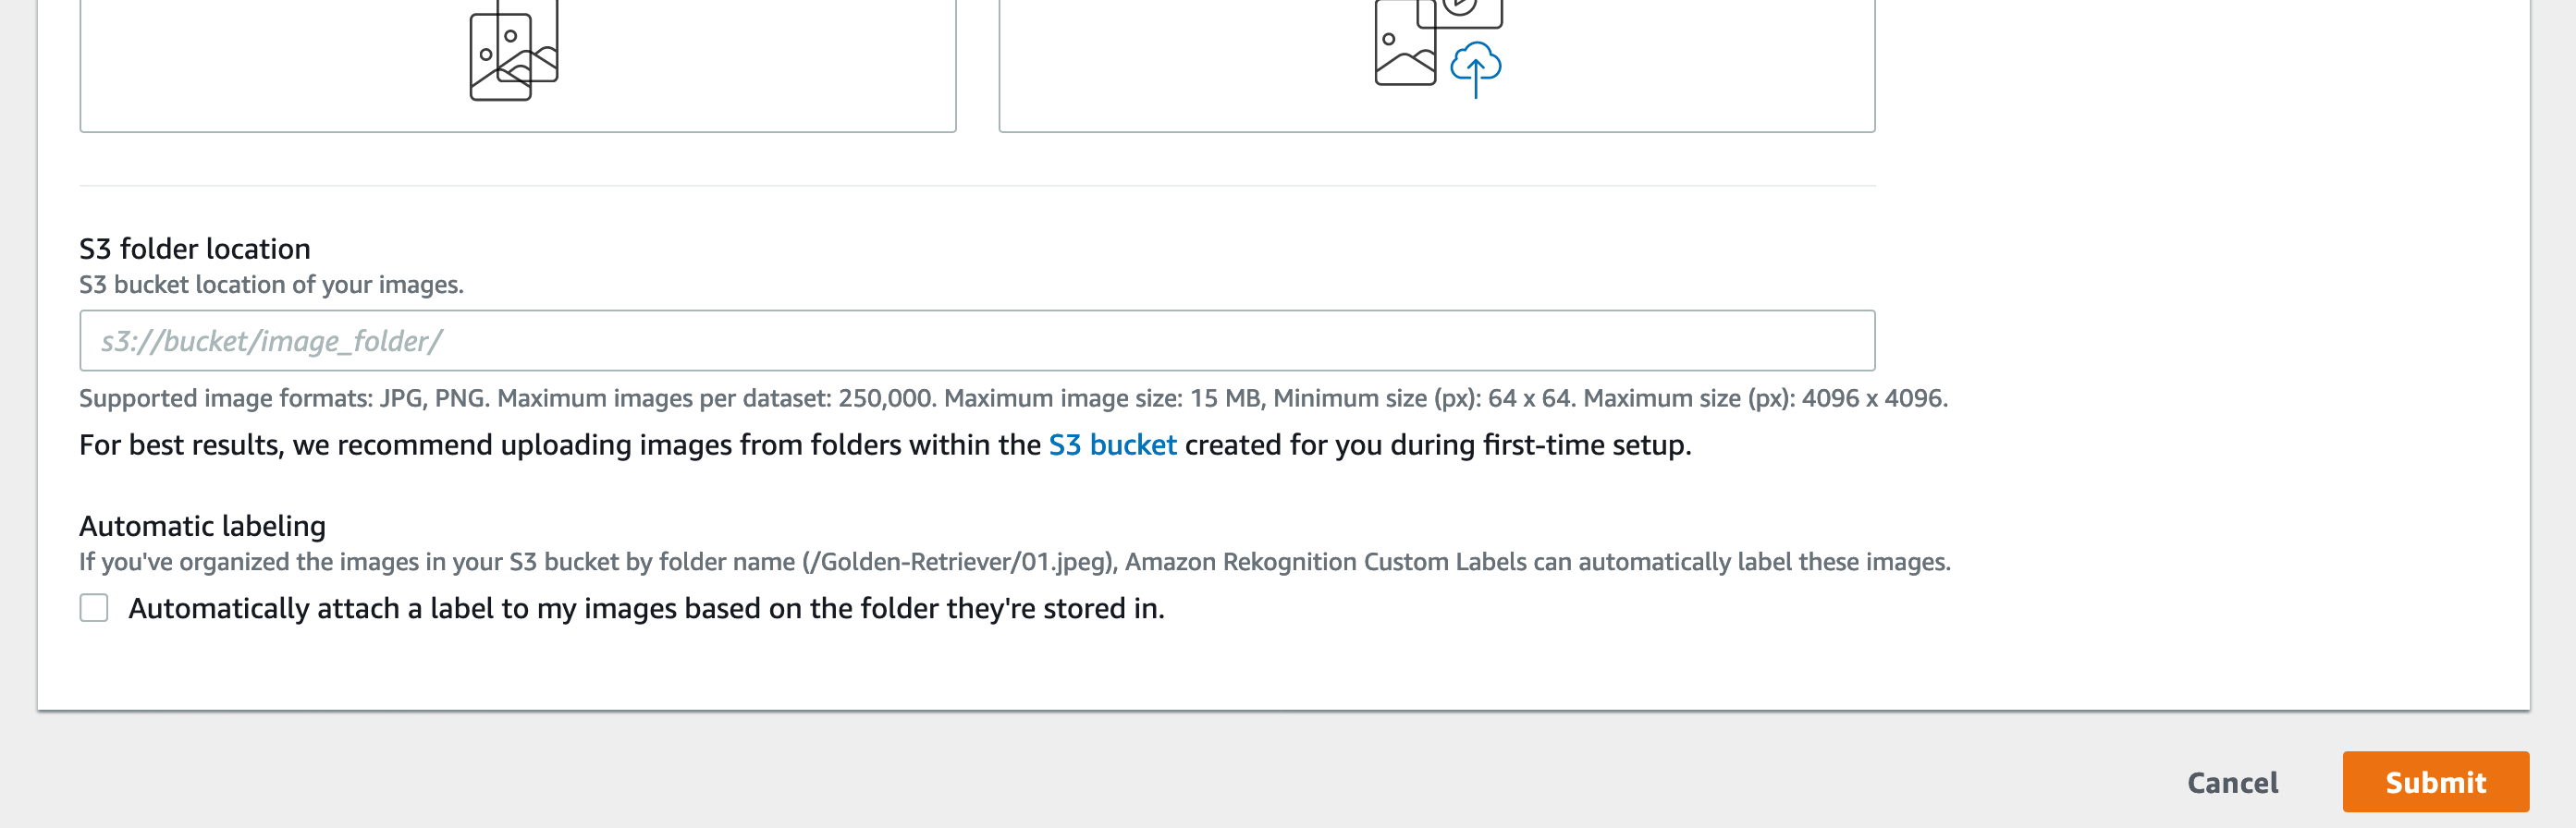 S3 folder location
S3 bucket location of your images.
s3://bucket/image_folder/
Supported image formats: JPG, PNG. Maximum images per dataset: 250,000. Maximum image size: 15 MB, Minimum size (px): 64 x 64. Maximum size (px): 4096 x 4096.
For best results, we recommend uploading images from folders within the S3 bucket created for you during first-time setup.
Automatic labeling
If you've organized the images in your S3 bucket by folder name (/Golden-Retriever/01.jpeg), Amazon Rekognition Custom Labels can automatically label these images.
Automatically attach a label to my images based on the folder they're stored in.
Cancel
Submit